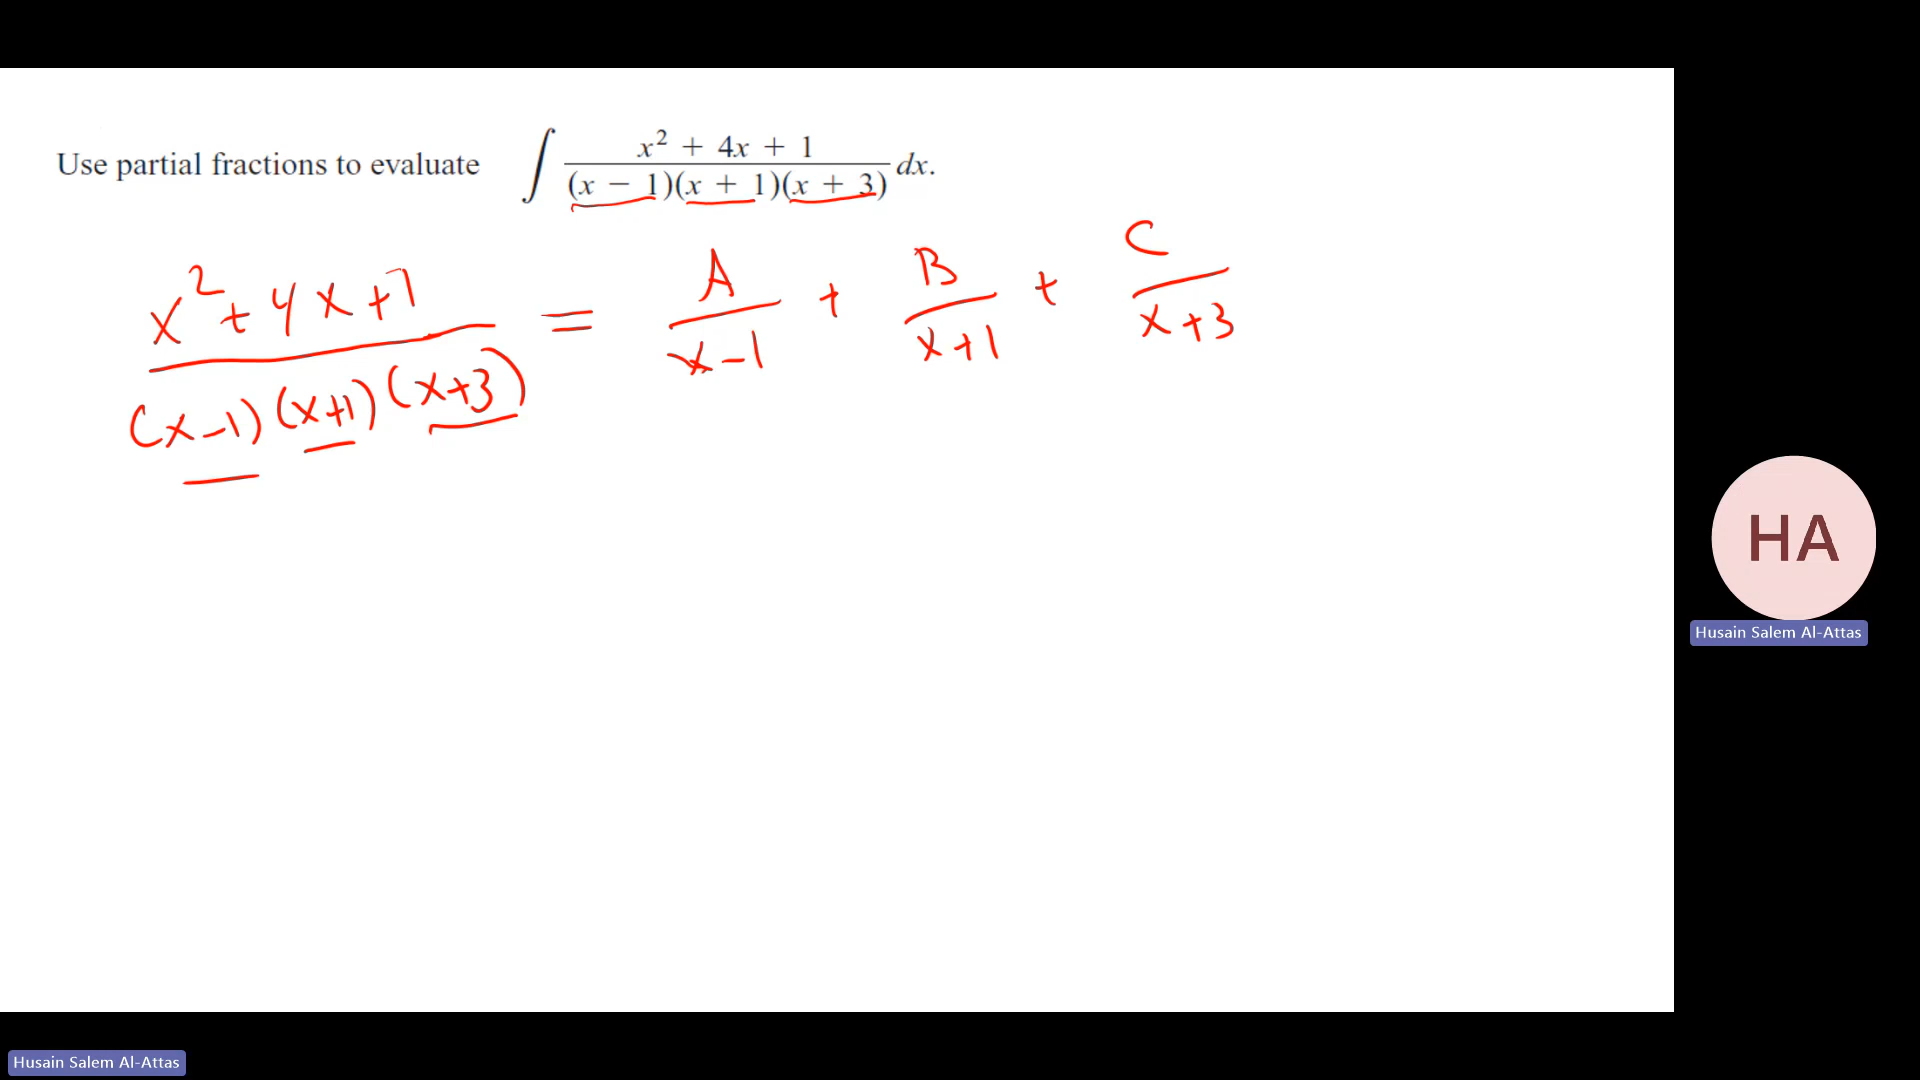 Use partial fractions to evaluate ∫ x² + 4x + 1 / (x − 1)(x + 1)(x + 3) dx.
x² + 4x + 1 / (x-1)(x+1)(x+3) = A / x-1 + B / x+1 + C / x+3
HA
Husain Salem Al-Attas
Husain Salem Al-Attas